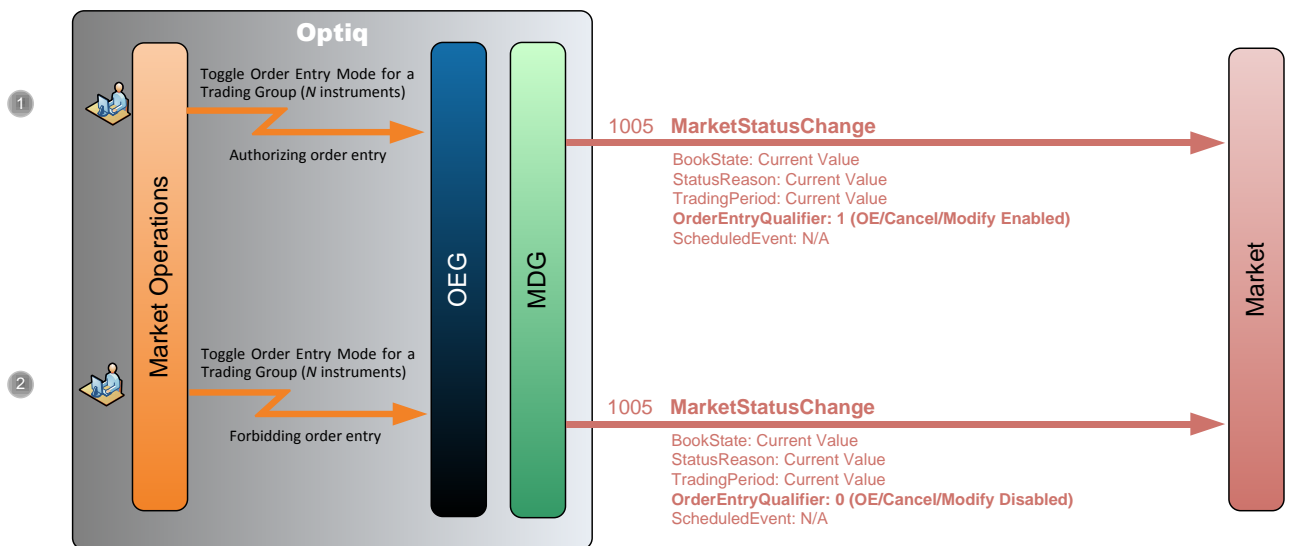 Optiq
1
Market Operations
Toggle Order Entry Mode for a
Trading Group (N instruments)
Authorizing order entry
OEG
MDG
1005 MarketStatusChange
BookState: Current Value
StatusReason: Current Value
TradingPeriod: Current Value
OrderEntryQualifier: 1 (OE/Cancel/Modify Enabled)
ScheduledEvent: N/A
Market
2
Toggle Order Entry Mode for a
Trading Group (N instruments)
Forbidding order entry
1005 MarketStatusChange
BookState: Current Value
StatusReason: Current Value
TradingPeriod: Current Value
OrderEntryQualifier: 0 (OE/Cancel/Modify Disabled)
ScheduledEvent: N/A